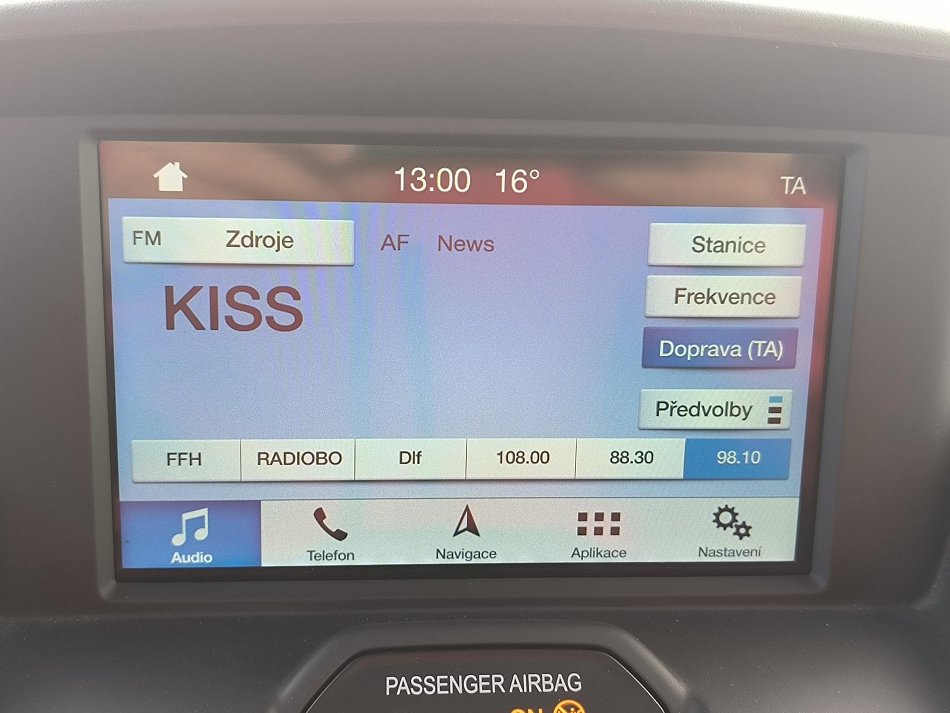 13:00 16° TA
FM Zdroje AF News Stanice
KISS
Frekvence
Doprava (TA)
Předvolby
FFH RADIOBO Dlf 108.00 88.30 98.10
Audio Telefon Navigace Aplikace Nastavení
PASSENGER AIRBAG
ON